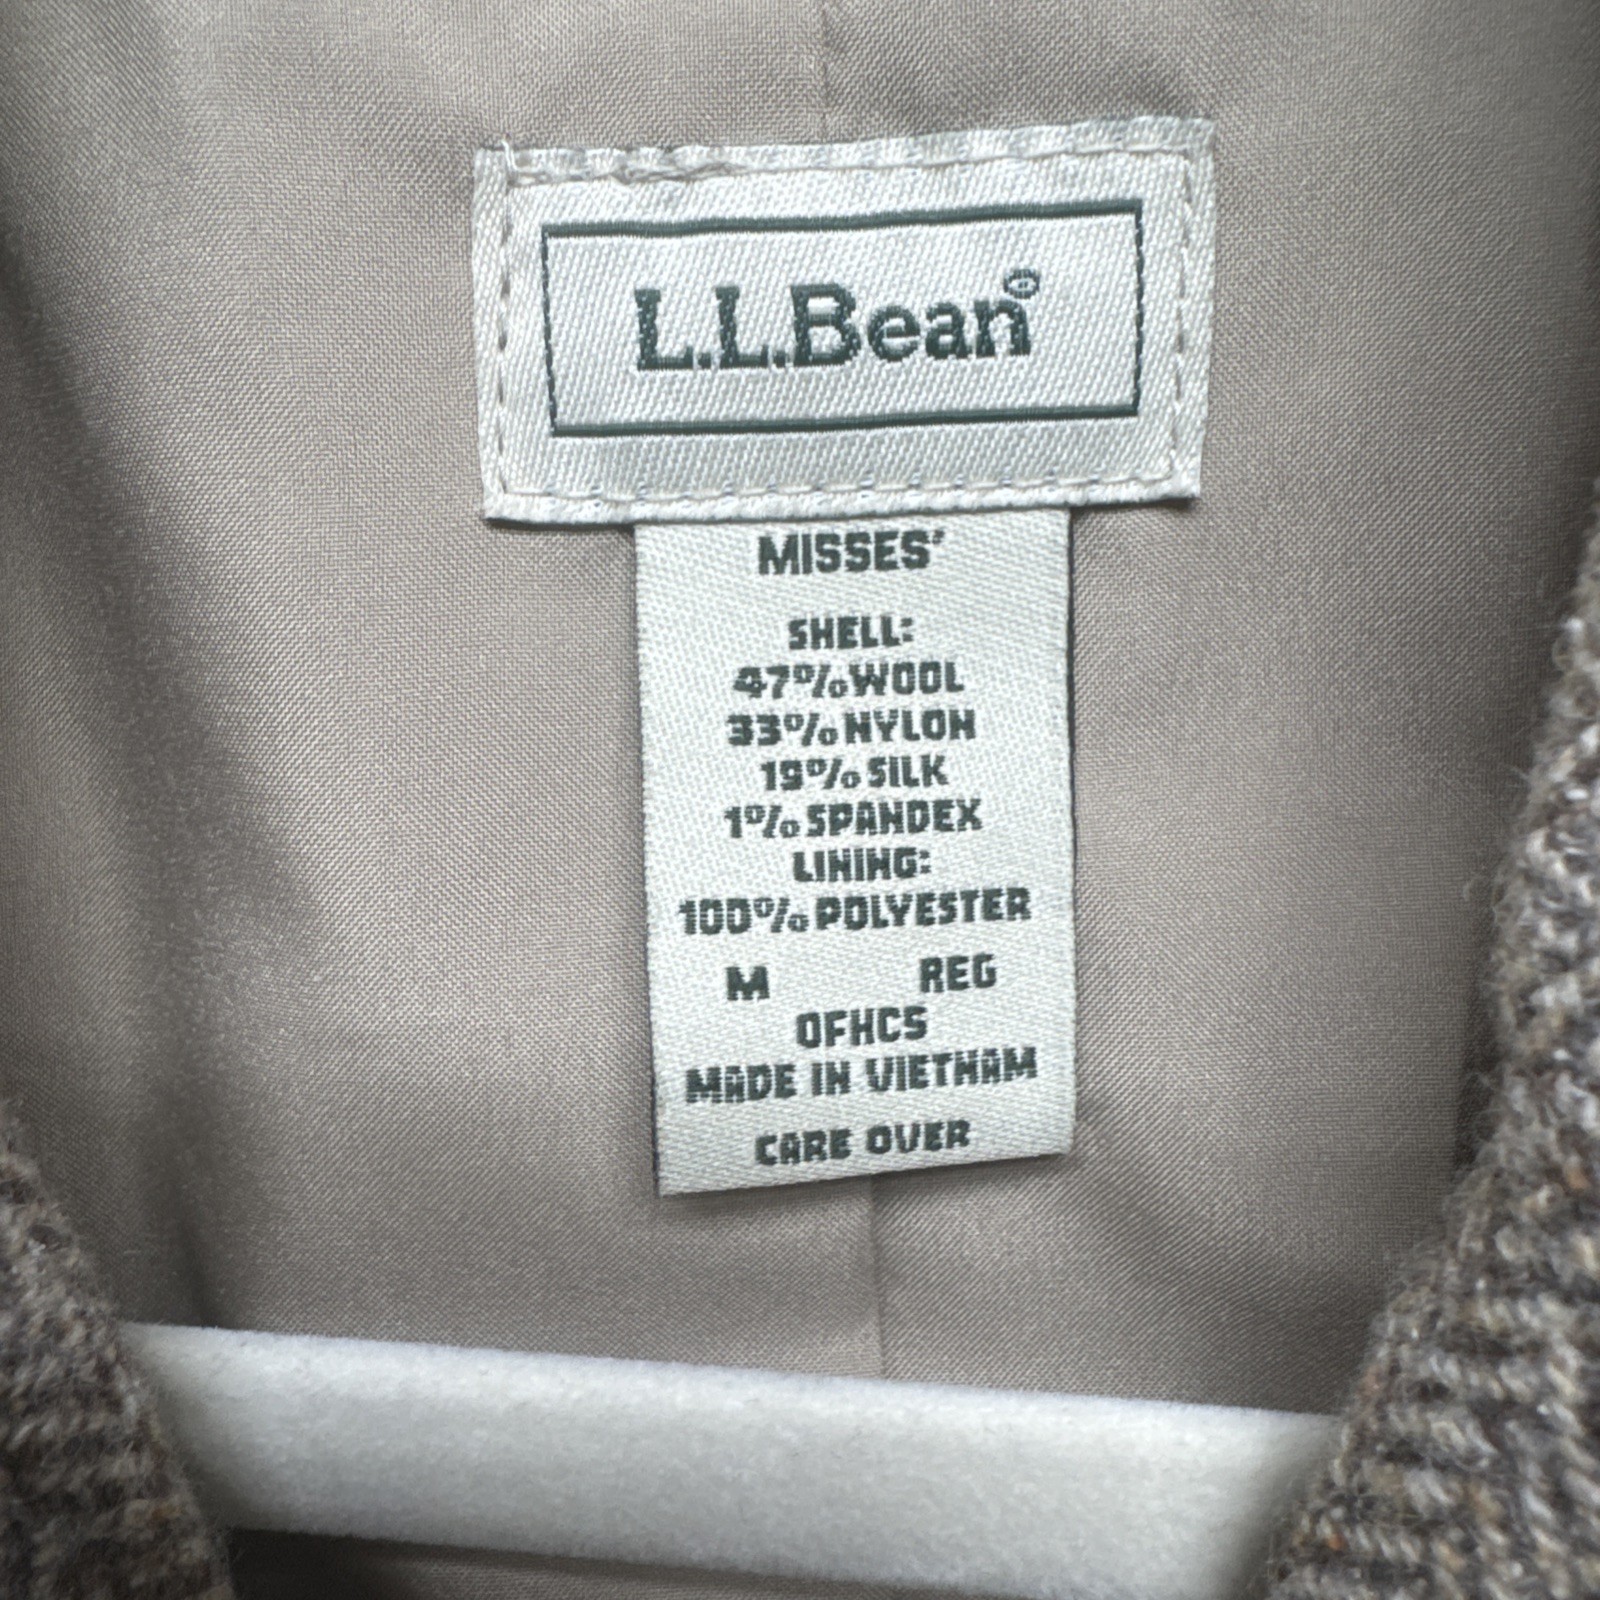 L.L.Bean®
MISSES'
SHELL:
47% WOOL
33% NYLON
19% SILK
1% SPANDEX
LINING:
100% POLYESTER
M REG
OFHCS
MADE IN VIETNAM
CARE OVER